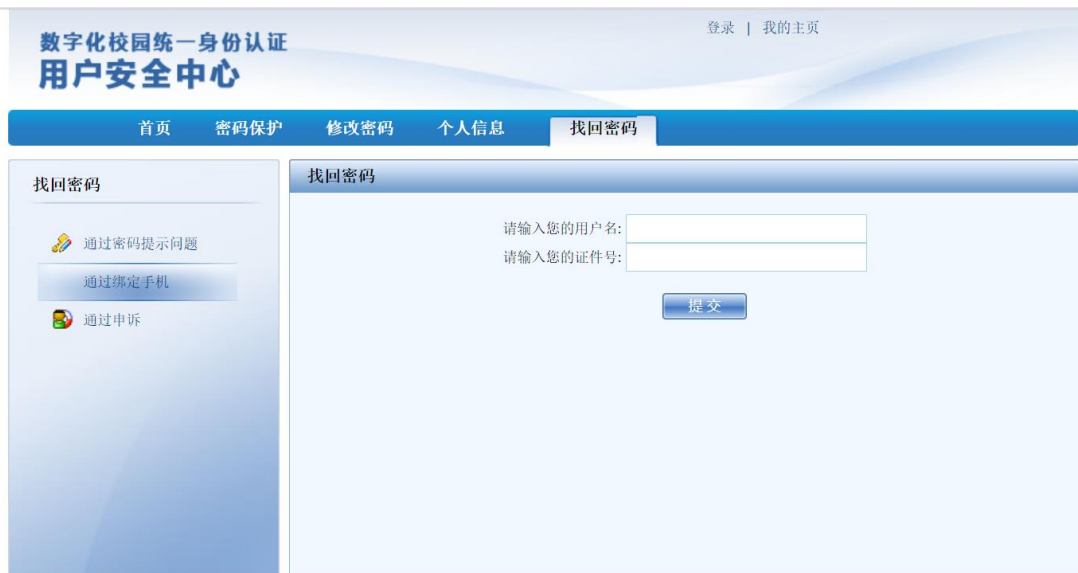 登录 | 我的主页
数字化校园统一身份认证
用户安全中心
首页 密码保护 修改密码 个人信息 找回密码
找回密码
通过密码提示问题
通过绑定手机
通过申诉
找回密码
请输入您的用户名:
请输入您的证件号:
提交